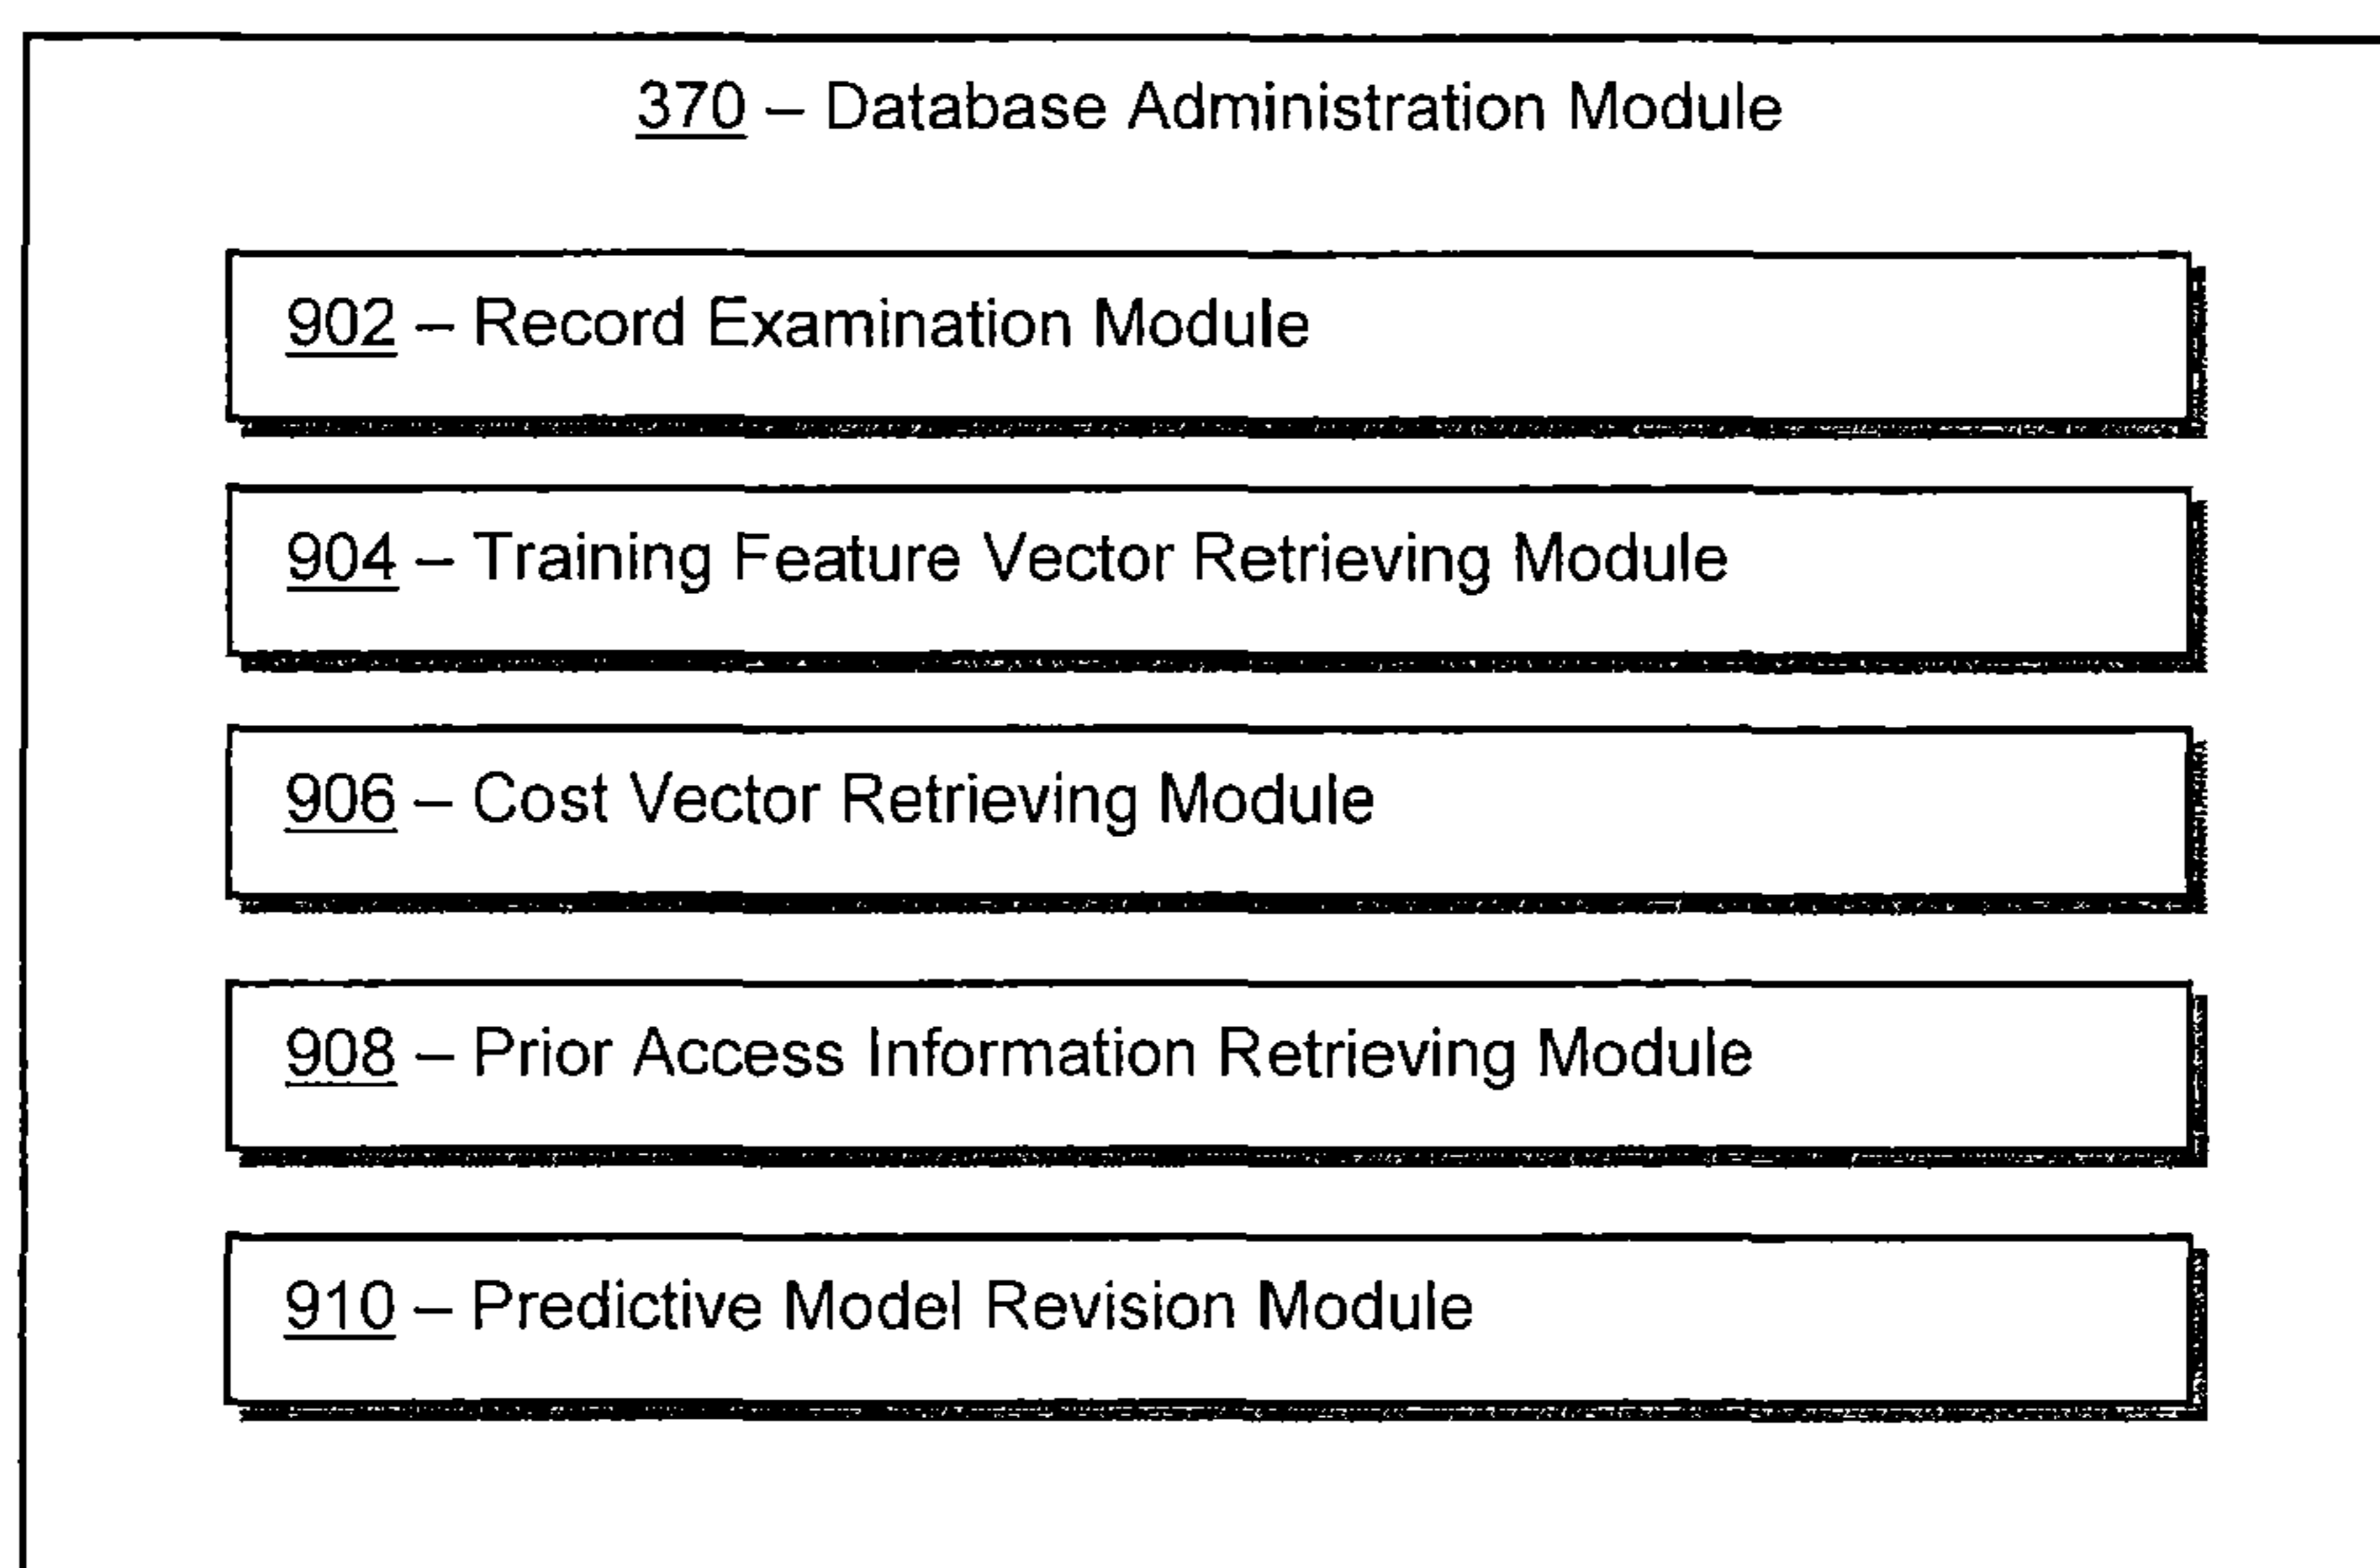 370 – Database Administration Module
902 – Record Examination Module
904 – Training Feature Vector Retrieving Module
906 – Cost Vector Retrieving Module
908 – Prior Access Information Retrieving Module
910 – Predictive Model Revision Module